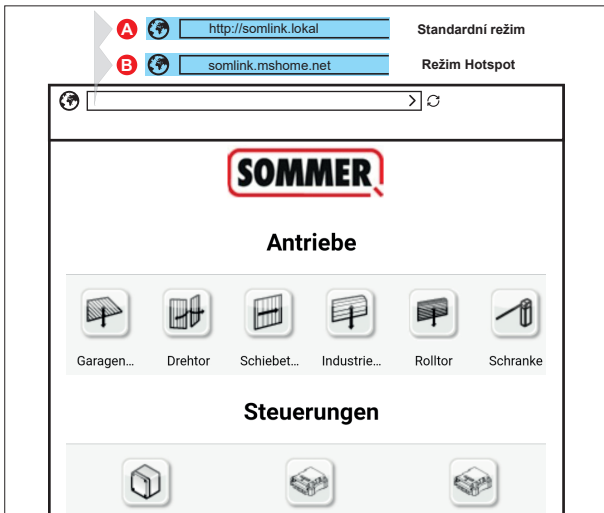 A http://somlink.lokal Standardní režim
B somlink.mshome.net Režim Hotspot
SOMMER
Antriebe
Garagen... Drehtor Schiebet... Industrie... Rolltor Schranke
Steuerungen